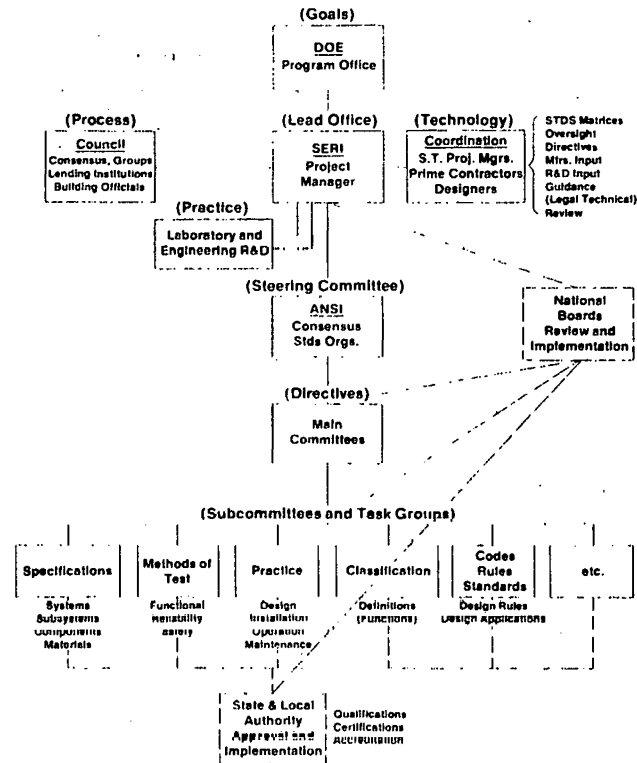 (Goals)
DOE
Program Office
(Process)
Council
Consensus, Groups
Lending Institutions
Building Officials
(Lead Office)
SERI
Project
Manager
(Technology)
Coordination
S.T. Proj. Mgrs.
Prime Contractors
Designers
STDS Matrices
Oversight
Directives
Mfrs. Input
R&D Input
Guidance
(Legal Technical)
Review
(Practice)
Laboratory and
Engineering R&D
(Steering Committee)
ANSI
Consensus
Stds Orgs.
National
Boards
Review and
Implementation
(Directives)
Main
Committees
(Subcommittees and Task Groups)
Specifications
Systems
Subsystems
Components
Materials
Methods of
Test
Functional
Reliability
Safety
Practice
Design
Installation
Operation
Maintenance
Classification
Definitions
(Functions)
Codes
Rules
Standards
Design Rules
Design Applications
etc.
State & Local
Authority
Approval and
Implementation
Qualifications
Certifications
Accreditation